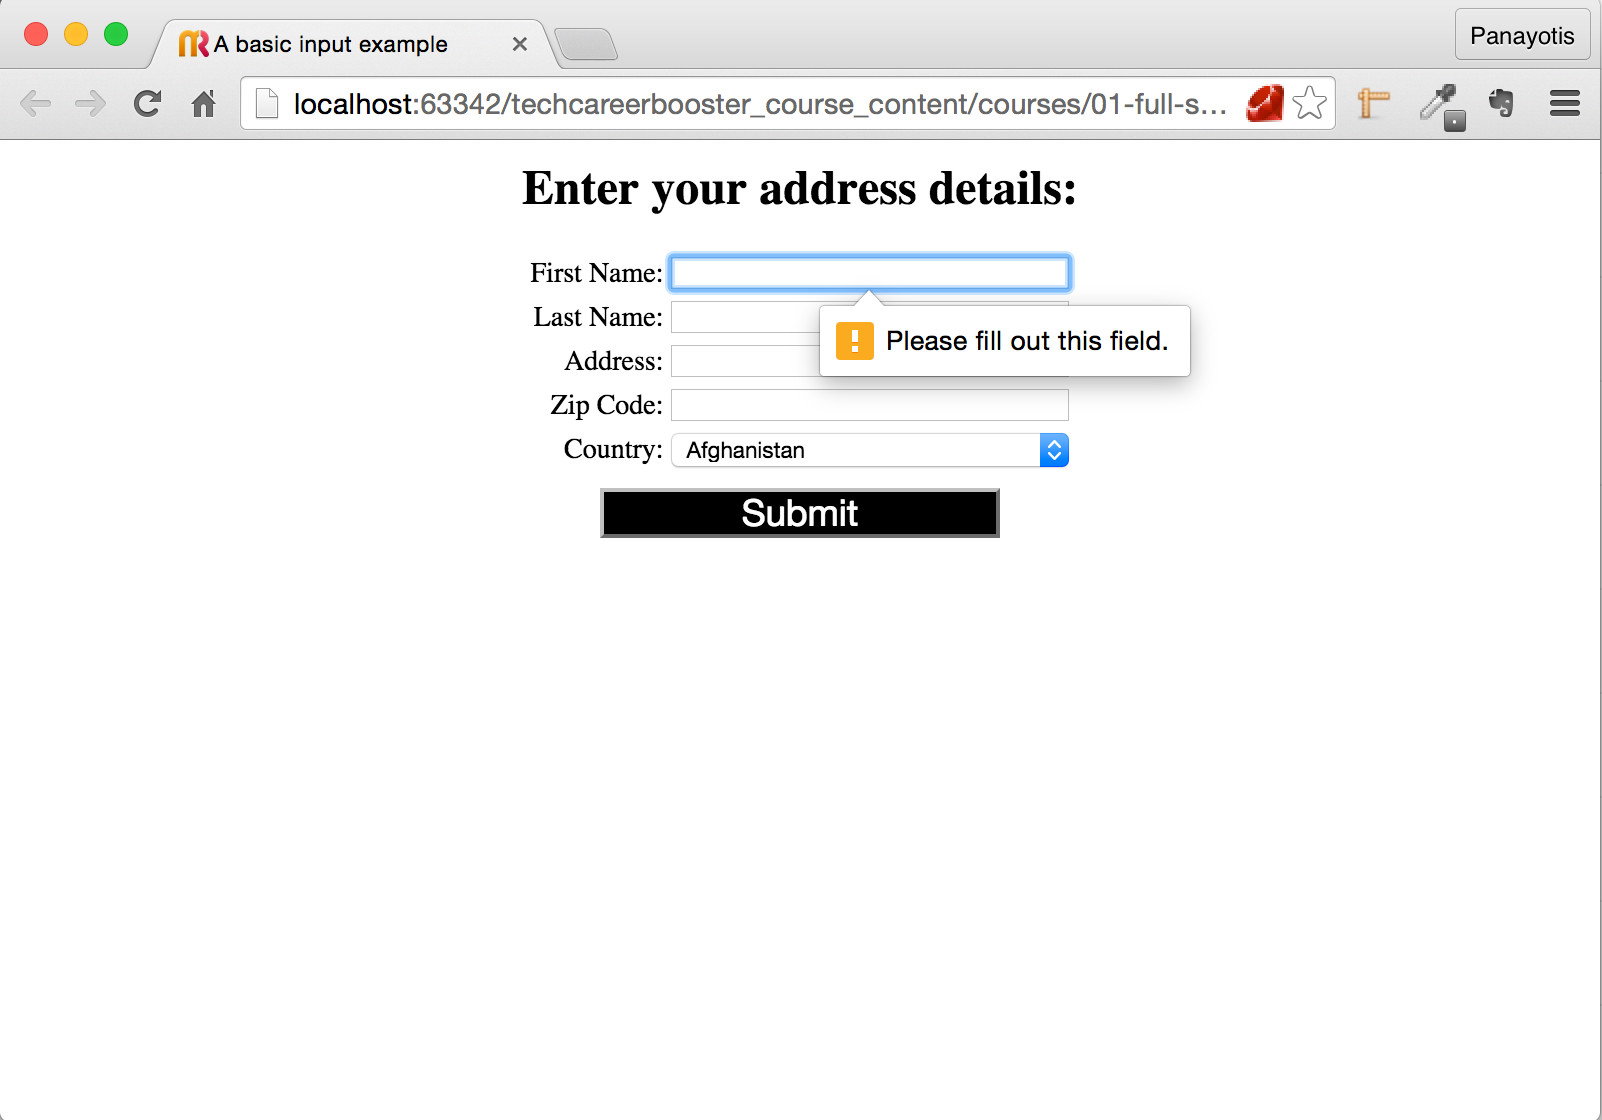 A basic input example
Panayotis
localhost:63342/techcareerbooster_course_content/courses/01-full-s...
Enter your address details:
First Name:
Last Name:
Please fill out this field.
Address:
Zip Code:
Country: Afghanistan
Submit